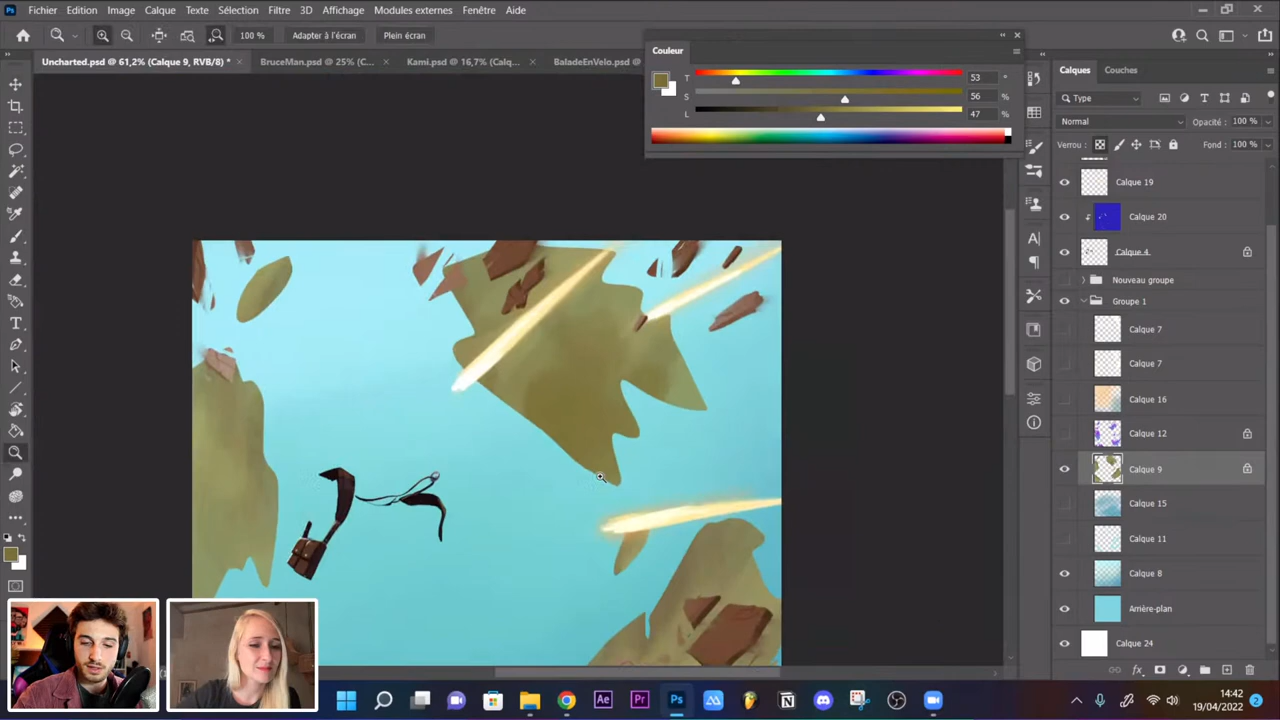 Fichier Edition Image Calque Texte Sélection Filtre 3D Affichage Modules externes Fenêtre Aide
100 % Adapter à l'écran Plein écran
Uncharted.psd @ 61,2% (Calque 9, RVB/8) * BruceMan.psd @ 25% (C... Kami.psd @ 16,7% (Calq... BaladeEnVelo.psd @
Couleur
T 53 °
S 56 %
L 47 %
Calques Couches
Type
Normal Opacité : 100 %
Verrou : Fond : 100 %
Calque 19
Calque 20
Calque 4
Nouveau groupe
Groupe 1
Calque 7
Calque 7
Calque 16
Calque 12
Calque 9
Calque 15
Calque 11
Calque 8
Arrière-plan
Calque 24
14:42
19/04/2022